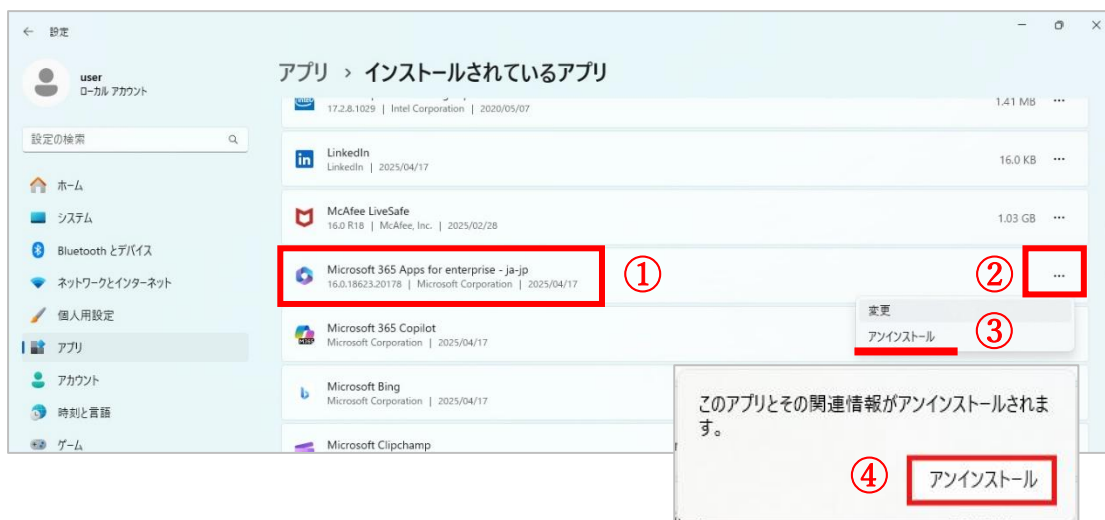 ← 設定
user
ローカル アカウント
設定の検索
ホーム
システム
Bluetooth とデバイス
ネットワークとインターネット
個人用設定
アプリ
アカウント
時刻と言語
ゲーム
アプリ › インストールされているアプリ
17.2.8.1029 | Intel Corporation | 2020/05/07
1.41 MB ...
LinkedIn
LinkedIn | 2025/04/17
16.0 KB ...
McAfee LiveSafe
16.0 R18 | McAfee, Inc. | 2025/02/28
1.03 GB ...
Microsoft 365 Apps for enterprise - ja-jp
16.0.18623.20178 | Microsoft Corporation | 2025/04/17
①
② ...
変更
アンインストール ③
Microsoft 365 Copilot
Microsoft Corporation | 2025/04/17
Microsoft Bing
Microsoft Corporation | 2025/04/17
Microsoft Clipchamp
このアプリとその関連情報がアンインストールされま
す。
④ アンインストール